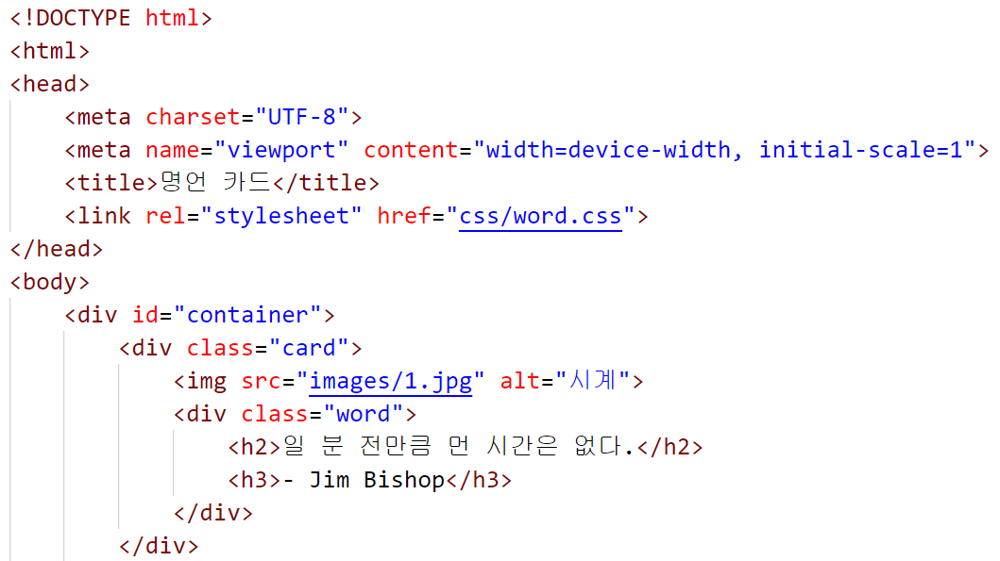 <!DOCTYPE html>
<html>
<head>
    <meta charset="UTF-8">
    <meta name="viewport" content="width=device-width, initial-scale=1">
    <title>명언 카드</title>
    <link rel="stylesheet" href="css/word.css">
</head>
<body>
    <div id="container">
        <div class="card">
            <img src="images/1.jpg" alt="시계">
            <div class="word">
                <h2>일 분 전만큼 먼 시간은 없다.</h2>
                <h3>- Jim Bishop</h3>
            </div>
        </div>